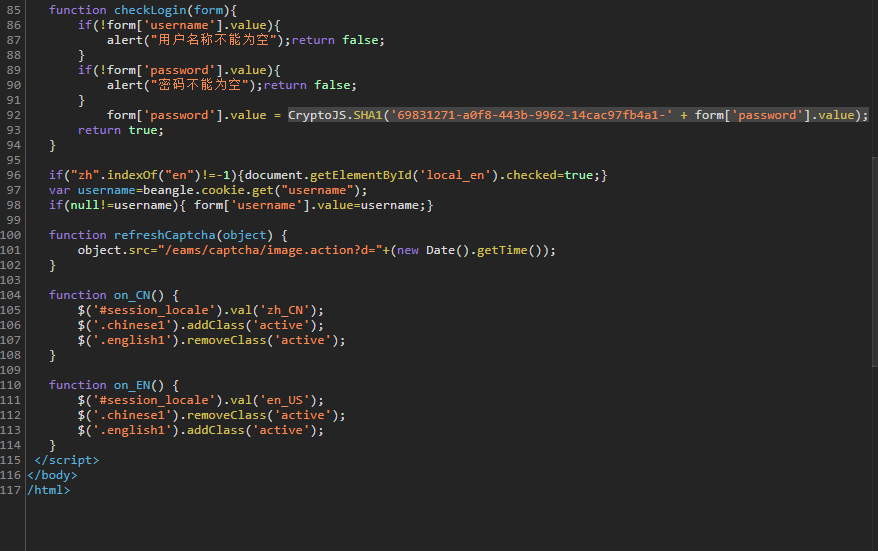 85 function checkLogin(form){
86 if(!form['username'].value){
87 alert("用户名称不能为空");return false;
88 }
89 if(!form['password'].value){
90 alert("密码不能为空");return false;
91 }
92 form['password'].value = CryptoJS.SHA1('69831271-a0f8-443b-9962-14cac97fb4a1-' + form['password'].value);
93 return true;
94 }
95
96 if("zh".indexOf("en")!=-1){document.getElementById('local_en').checked=true;}
97 var username=beangle.cookie.get("username");
98 if(null!=username){ form['username'].value=username;}
99
100 function refreshCaptcha(object) {
101 object.src="/eams/captcha/image.action?d="+(new Date().getTime());
102 }
103
104 function on_CN() {
105 $('#session_locale').val('zh_CN');
106 $('.chinese1').addClass('active');
107 $('.english1').removeClass('active');
108 }
109
110 function on_EN() {
111 $('#session_locale').val('en_US');
112 $('.chinese1').removeClass('active');
113 $('.english1').addClass('active');
114 }
115 </script>
116 </body>
117 /html>